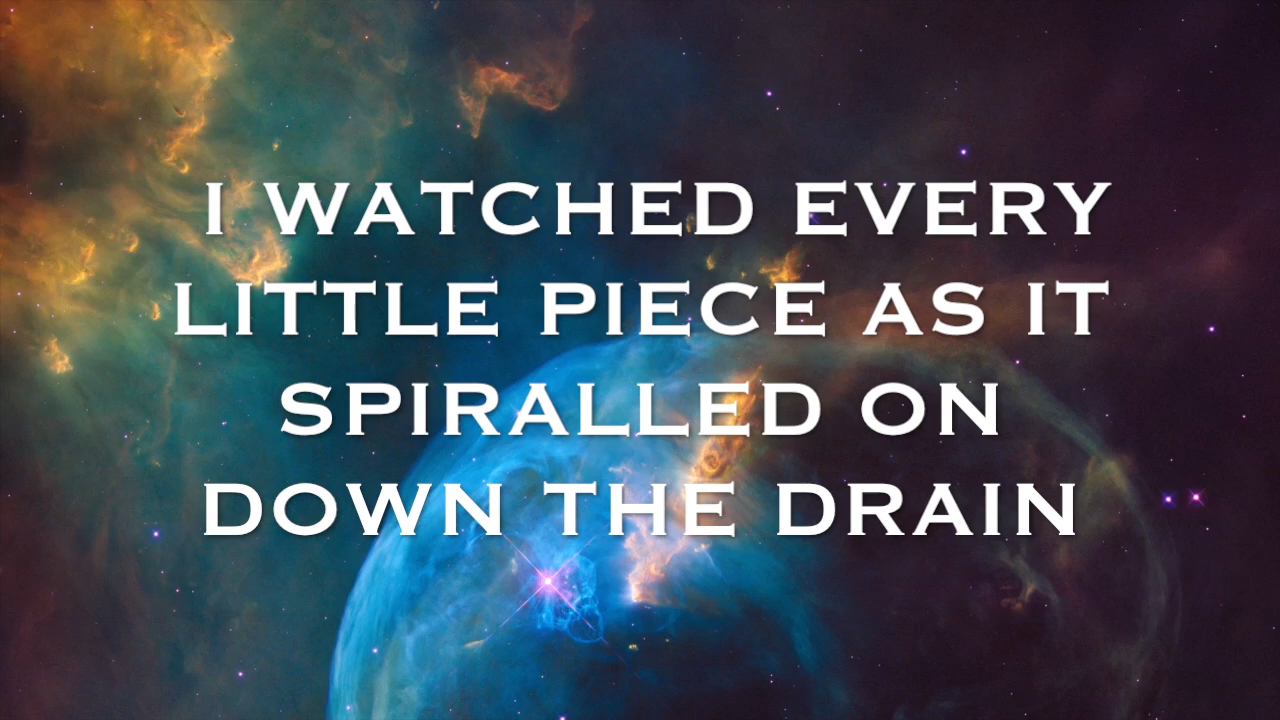 I WATCHED EVERY
LITTLE PIECE AS IT
SPIRALLED ON
DOWN THE DRAIN